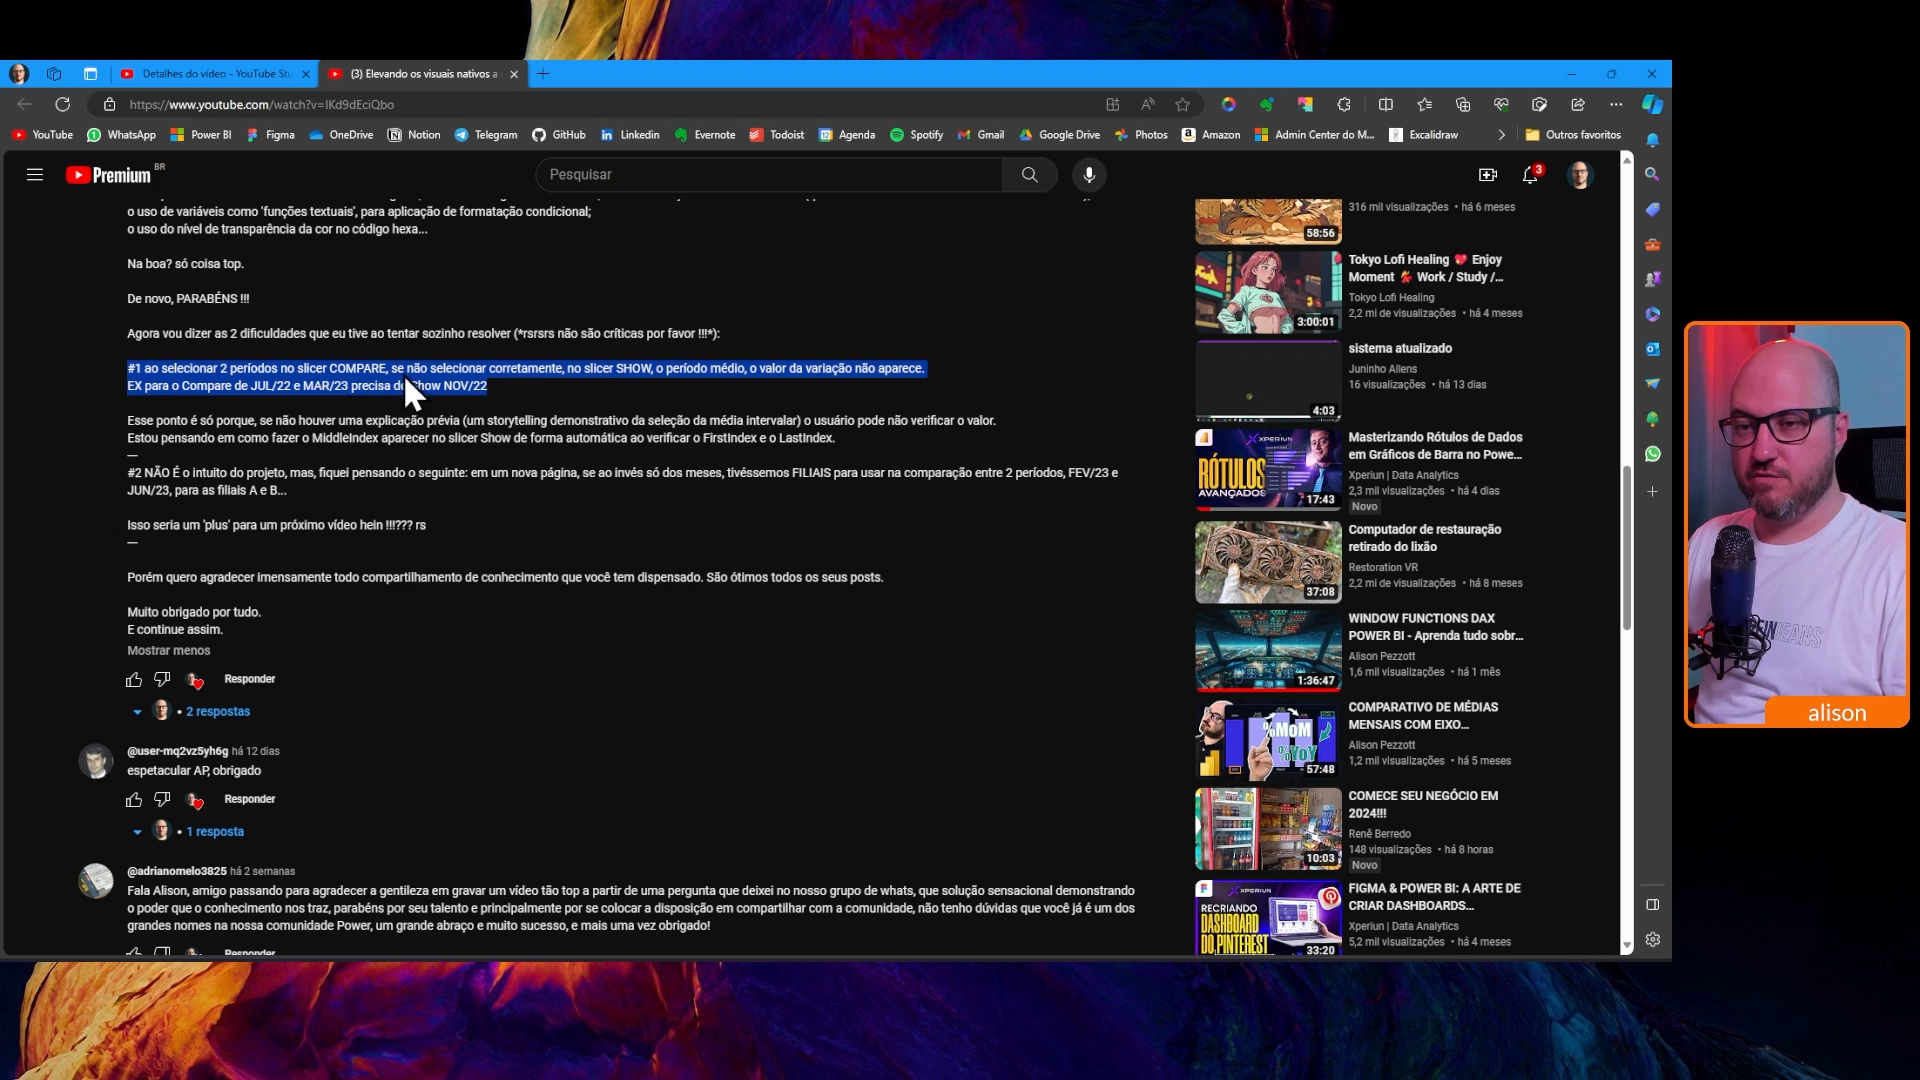 Detalhes do vídeo - YouTube Stu
(3) Elevando os visuais nativos a
https://www.youtube.com/watch?v=IKd9dEciQbo
YouTube
WhatsApp
Power BI
Figma
OneDrive
Notion
Telegram
GitHub
Linkedin
Evernote
Todoist
Agenda
Spotify
Gmail
Google Drive
Photos
Amazon
Admin Center do M...
Excalidraw
Outros favoritos
Premium BR
Pesquisar
3
o uso de variáveis como 'funções textuais', para aplicação de formatação condicional;
o uso do nível de transparência da cor no código hexa...
Na boa? só coisa top.
De novo, PARABÉNS !!!
Agora vou dizer as 2 dificuldades que eu tive ao tentar sozinho resolver (*rsrsrs não são críticas por favor !!!*):
#1 ao selecionar 2 períodos no slicer COMPARE, se não selecionar corretamente, no slicer SHOW, o período médio, o valor da variação não aparece.
EX para o Compare de JUL/22 e MAR/23 precisa do Show NOV/22
Esse ponto é só porque, se não houver uma explicação prévia (um storytelling demonstrativo da seleção da média intervalar) o usuário pode não verificar o valor.
Estou pensando em como fazer o MiddleIndex aparecer no slicer Show de forma automática ao verificar o FirstIndex e o LastIndex.
—
#2 NÃO É o intuito do projeto, mas, fiquei pensando o seguinte: em um nova página, se ao invés só dos meses, tivéssemos FILIAIS para usar na comparação entre 2 períodos, FEV/23 e
JUN/23, para as filiais A e B...
Isso seria um 'plus' para um próximo vídeo hein !!!??? rs
—
Porém quero agradecer imensamente todo compartilhamento de conhecimento que você tem dispensado. São ótimos todos os seus posts.
Muito obrigado por tudo.
E continue assim.
Mostrar menos
Responder
• 2 respostas
@user-mq2vz5yh6g há 12 dias
espetacular AP, obrigado
Responder
• 1 resposta
@adrianomelo3825 há 2 semanas
Fala Alison, amigo passando para agradecer a gentileza em gravar um vídeo tão top a partir de uma pergunta que deixei no nosso grupo de whats, que solução sensacional demonstrando
o poder que o conhecimento nos traz, parabéns por seu talento e principalmente por se colocar a disposição em compartilhar com a comunidade, não tenho dúvidas que você já é um dos
grandes nomes na nossa comunidade Power, um grande abraço e muito sucesso, e mais uma vez obrigado!
Responder
58:56
316 mil visualizações • há 6 meses
3:00:01
Tokyo Lofi Healing 💖 Enjoy
Moment 💃 Work / Study /...
Tokyo Lofi Healing
2,2 mi de visualizações • há 4 meses
4:03
sistema atualizado
Juninho Allens
16 visualizações • há 13 dias
XPERIUN
RÓTULOS
AVANÇADOS
17:43
Masterizando Rótulos de Dados
em Gráficos de Barra no Powe...
Xperiun | Data Analytics
2,3 mil visualizações • há 4 dias
Novo
37:08
Computador de restauração
retirado do lixão
Restoration VR
2,2 mi de visualizações • há 8 meses
1:36:47
WINDOW FUNCTIONS DAX
POWER BI - Aprenda tudo sobr...
Alison Pezzott
1,6 mil visualizações • há 1 mês
%MoM
%YoY
57:48
COMPARATIVO DE MÉDIAS
MENSAIS COM EIXO...
Alison Pezzott
1,2 mil visualizações • há 5 meses
10:03
COMECE SEU NEGÓCIO EM
2024!!!
Renê Berredo
148 visualizações • há 8 horas
Novo
XPERIUN
RECRIANDO
DASHBOARD
DO PINTEREST
33:20
FIGMA & POWER BI: A ARTE DE
CRIAR DASHBOARDS...
Xperiun | Data Analytics
5,2 mil visualizações • há 4 meses
alison